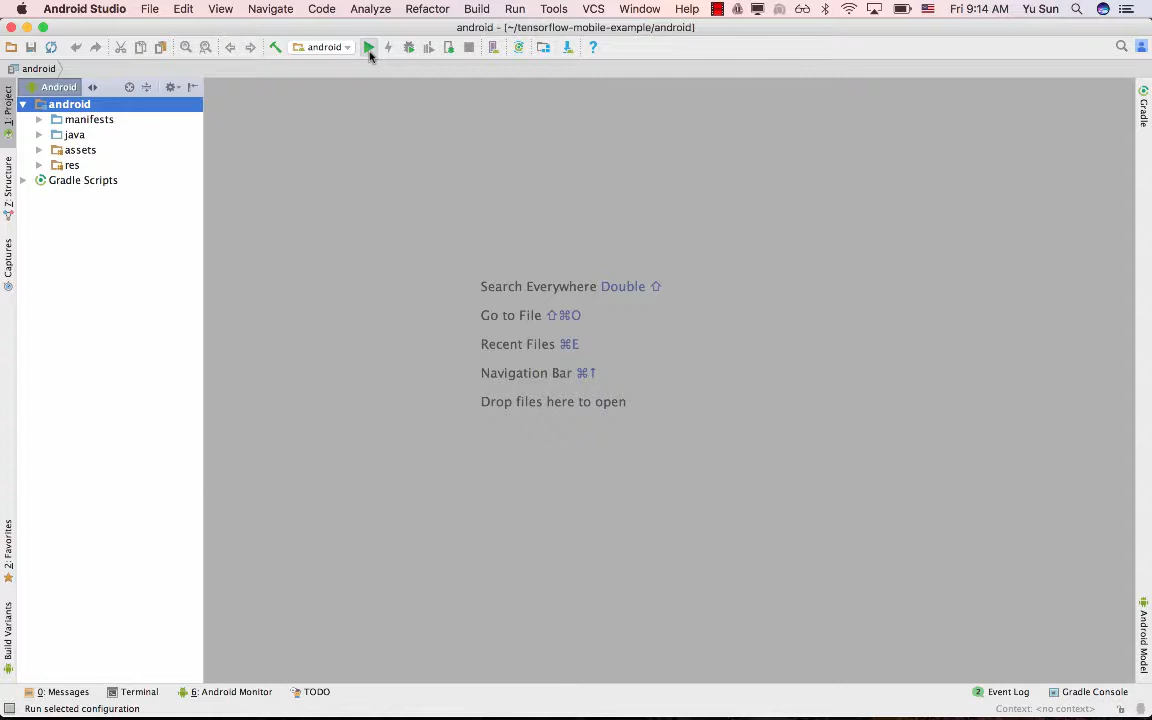 Android Studio File Edit View Navigate Code Analyze Refactor Build Run Tools VCS Window Help Fri 9:14 AM Yu Sun
android - [~/tensorflow-mobile-example/android]
android
android
1: Project
Z: Structure
Captures
2: Favorites
Build Variants
Android
android
manifests
java
assets
res
Gradle Scripts
Search Everywhere Double ⇧
Go to File ⇧⌘O
Recent Files ⌘E
Navigation Bar ⌘↑
Drop files here to open
Gradle
Android Model
0: Messages Terminal 6: Android Monitor TODO 2 Event Log Gradle Console
Run selected configuration Context: <no context>